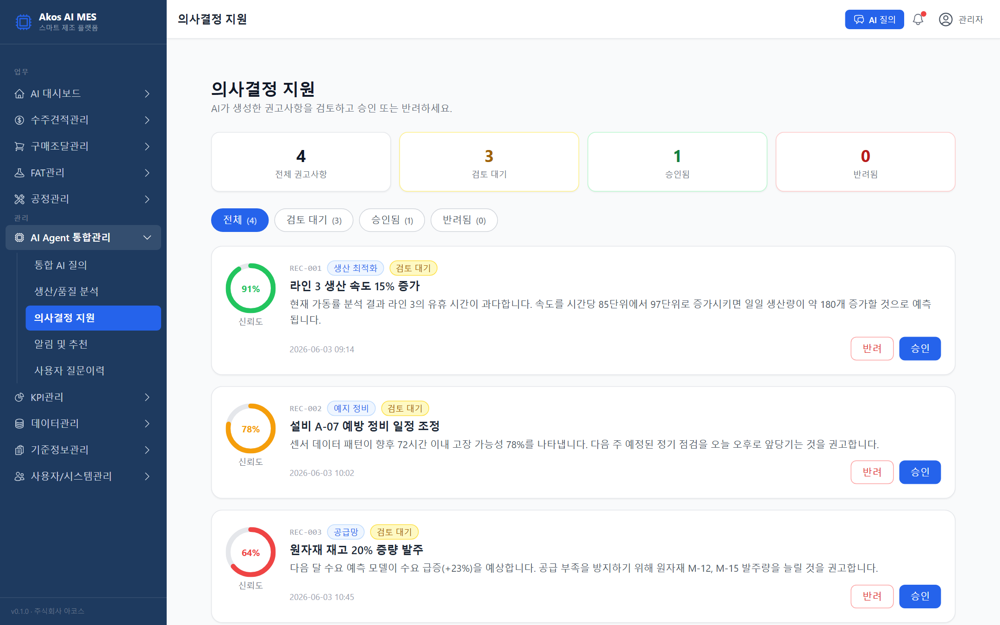 Akos AI MES
스마트 제조 플랫폼
업무
AI 대시보드
수주견적관리
구매조달관리
FAT관리
공정관리
관리
AI Agent 통합관리
통합 AI 질의
생산/품질 분석
의사결정 지원
알림 및 추천
사용자 질문이력
KPI관리
데이터관리
기준정보관리
사용자/시스템관리
v0.1.0 · 주식회사 아코스
의사결정 지원
AI 질의
관리자
의사결정 지원
AI가 생성한 권고사항을 검토하고 승인 또는 반려하세요.
4
전체 권고사항
3
검토 대기
1
승인됨
0
반려됨
전체 (4)
검토 대기 (3)
승인됨 (1)
반려됨 (0)
91%
신뢰도
REC-001 생산 최적화 검토 대기
라인 3 생산 속도 15% 증가
현재 가동률 분석 결과 라인 3의 유휴 시간이 과다합니다. 속도를 시간당 85단위에서 97단위로 증가시키면 일일 생산량이 약 180개 증가할 것으로 예측
됩니다.
2026-06-03 09:14
반려
승인
78%
신뢰도
REC-002 예지 정비 검토 대기
설비 A-07 예방 정비 일정 조정
센서 데이터 패턴이 향후 72시간 이내 고장 가능성 78%를 나타냅니다. 다음 주 예정된 정기 점검을 오늘 오후로 앞당기는 것을 권고합니다.
2026-06-03 10:02
반려
승인
64%
신뢰도
REC-003 공급망 검토 대기
원자재 재고 20% 증량 발주
다음 달 수요 예측 모델이 수요 급증(+23%)을 예상합니다. 공급 부족을 방지하기 위해 원자재 M-12, M-15 발주량을 늘릴 것을 권고합니다.
2026-06-03 10:45
반려
승인